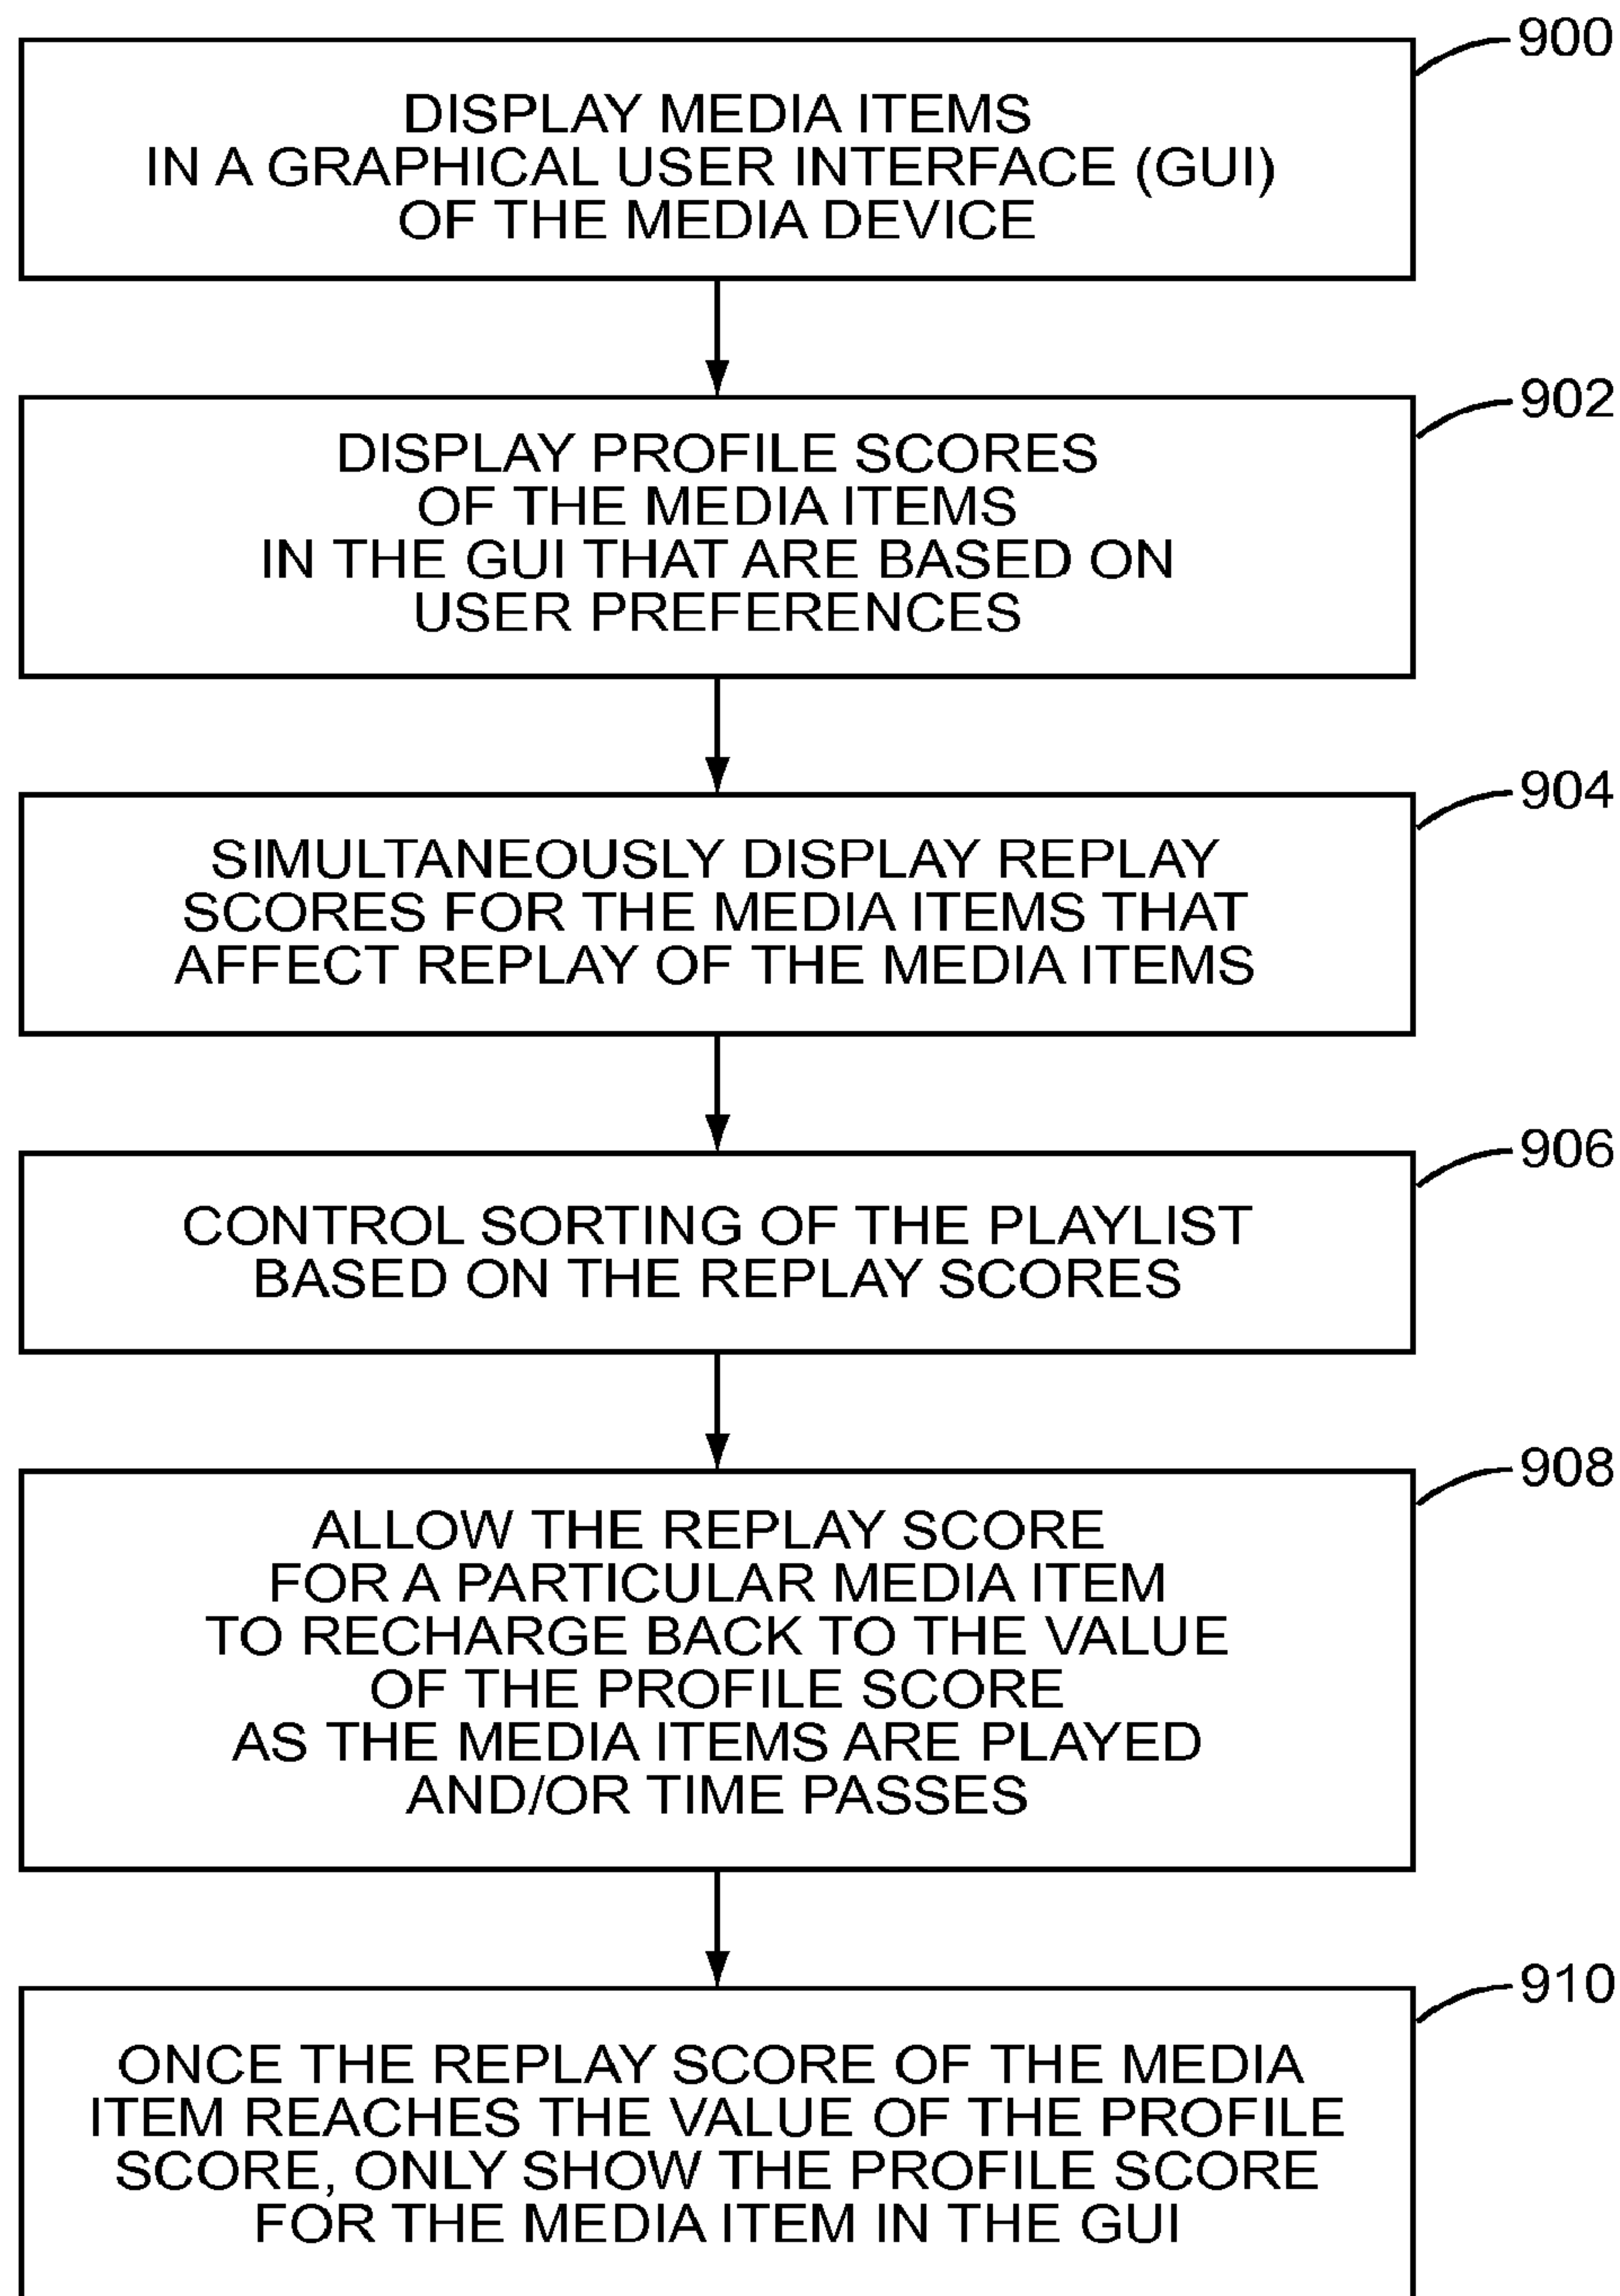 900
DISPLAY MEDIA ITEMS
IN A GRAPHICAL USER INTERFACE (GUI)
OF THE MEDIA DEVICE
902
DISPLAY PROFILE SCORES
OF THE MEDIA ITEMS
IN THE GUI THAT ARE BASED ON
USER PREFERENCES
904
SIMULTANEOUSLY DISPLAY REPLAY
SCORES FOR THE MEDIA ITEMS THAT
AFFECT REPLAY OF THE MEDIA ITEMS
906
CONTROL SORTING OF THE PLAYLIST
BASED ON THE REPLAY SCORES
908
ALLOW THE REPLAY SCORE
FOR A PARTICULAR MEDIA ITEM
TO RECHARGE BACK TO THE VALUE
OF THE PROFILE SCORE
AS THE MEDIA ITEMS ARE PLAYED
AND/OR TIME PASSES
910
ONCE THE REPLAY SCORE OF THE MEDIA
ITEM REACHES THE VALUE OF THE PROFILE
SCORE, ONLY SHOW THE PROFILE SCORE
FOR THE MEDIA ITEM IN THE GUI